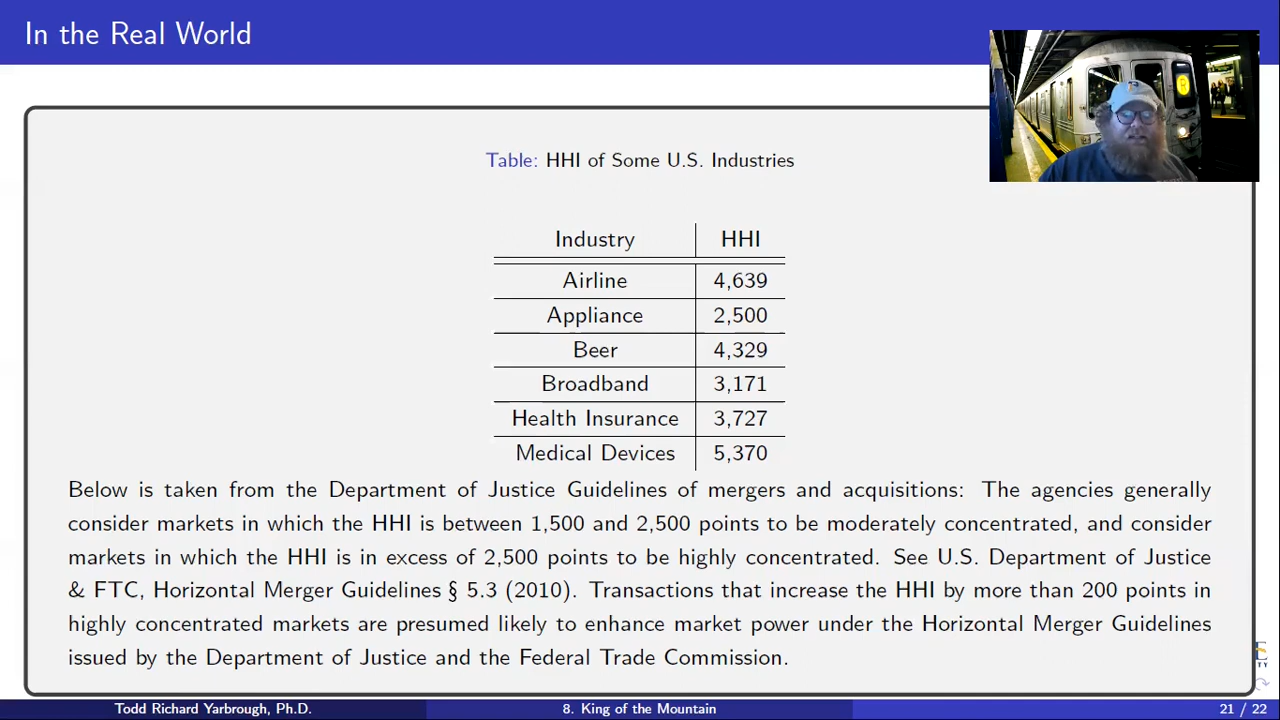 In the Real World
R
Table: HHI of Some U.S. Industries
Industry HHI
Airline 4,639
Appliance 2,500
Beer 4,329
Broadband 3,171
Health Insurance 3,727
Medical Devices 5,370
Below is taken from the Department of Justice Guidelines of mergers and acquisitions: The agencies generally
consider markets in which the HHI is between 1,500 and 2,500 points to be moderately concentrated, and consider
markets in which the HHI is in excess of 2,500 points to be highly concentrated. See U.S. Department of Justice
& FTC, Horizontal Merger Guidelines § 5.3 (2010). Transactions that increase the HHI by more than 200 points in
highly concentrated markets are presumed likely to enhance market power under the Horizontal Merger Guidelines
issued by the Department of Justice and the Federal Trade Commission.
Todd Richard Yarbrough, Ph.D. 8. King of the Mountain 21 / 22